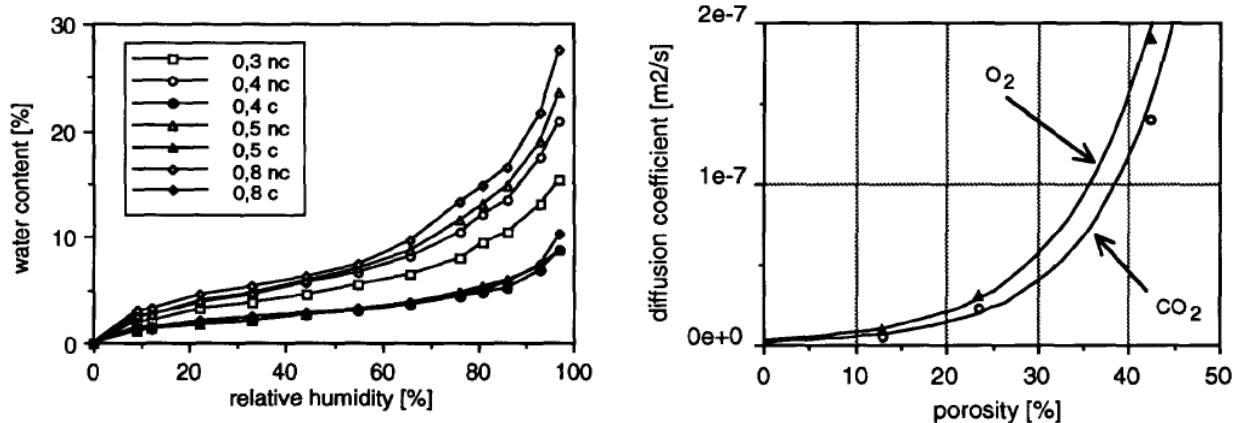 30
20
10
0
water content [%]
0,3 nc
0,4 nc
0,4 c
0,5 nc
0,5 c
0,8 nc
0,8 c
0 20 40 60 80 100
relative humidity [%]
2e-7
1e-7
0e+0
diffusion coefficient [m2/s]
O2
CO2
0 10 20 30 40 50
porosity [%]